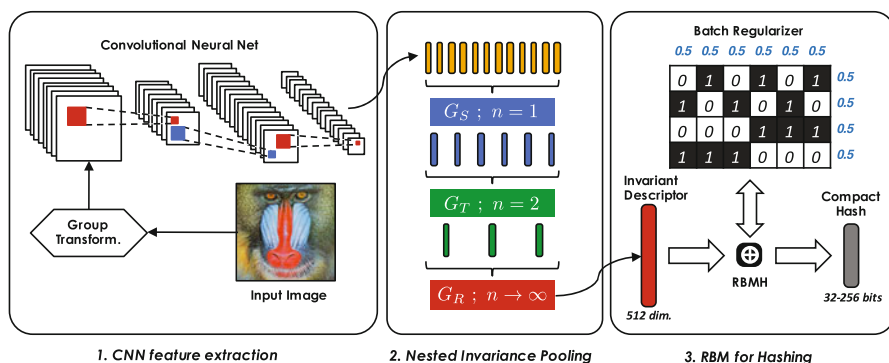 Convolutional Neural Net
Group
Transform.
Input Image
1. CNN feature extraction
G_S ; n = 1
G_T ; n = 2
G_R ; n → ∞
2. Nested Invariance Pooling
Batch Regularizer
0.5 0.5 0.5 0.5 0.5 0.5
0 1 0 1 0 1 0.5
1 0 1 0 1 0 0.5
0 0 0 1 1 1 0.5
1 1 1 0 0 0 0.5
Invariant
Descriptor
512 dim.
RBMH
Compact
Hash
32-256 bits
3. RBM for Hashing